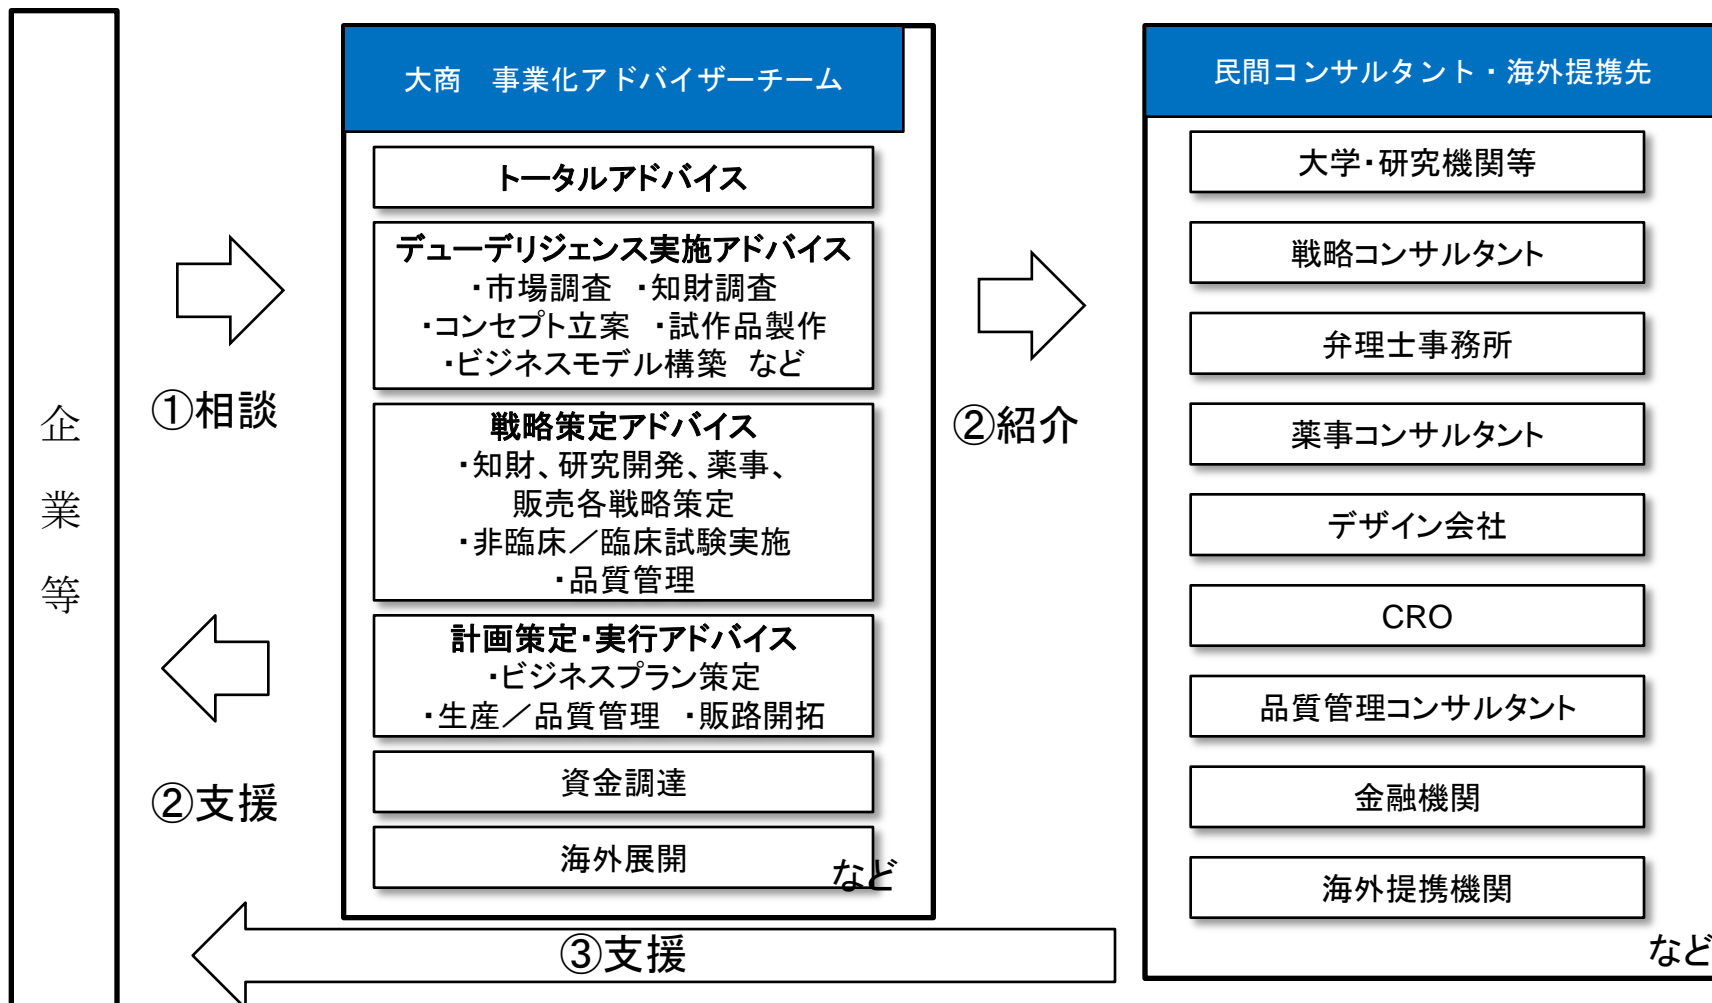 企
業
等
①相談
②支援
大商　事業化アドバイザーチーム
トータルアドバイス
デューデリジェンス実施アドバイス
・市場調査　・知財調査
・コンセプト立案　・試作品製作
・ビジネスモデル構築　など
戦略策定アドバイス
・知財、研究開発、薬事、
販売各戦略策定
・非臨床／臨床試験実施
・品質管理
計画策定・実行アドバイス
・ビジネスプラン策定
・生産／品質管理　・販路開拓
資金調達
海外展開
など
②紹介
民間コンサルタント・海外提携先
大学・研究機関等
戦略コンサルタント
弁理士事務所
薬事コンサルタント
デザイン会社
CRO
品質管理コンサルタント
金融機関
海外提携機関
など
③支援